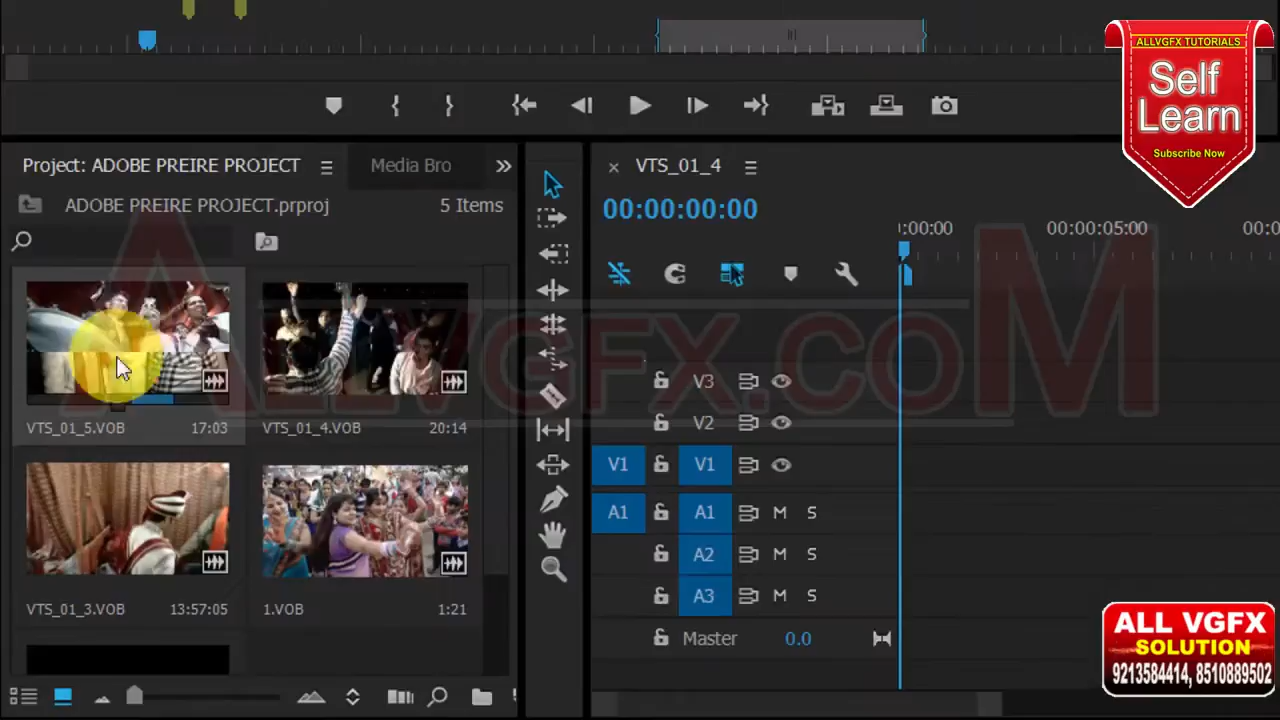 ALLVGFX TUTORIALS
Self
Learn
Subscribe Now
Project: ADOBE PREIRE PROJECT
Media Bro
VTS_01_4
ADOBE PREIRE PROJECT.prproj
5 Items
00:00:00:00
:00:00
00:00:05:00
00:0
ALLVGFX.COM
VTS_01_5.VOB
17:03
VTS_01_4.VOB
20:14
V3
V2
V1
V1
A1
A1
M
S
A2
M
S
A3
M
S
VTS_01_3.VOB
13:57:05
1.VOB
1:21
Master
0.0
ALL VGFX
SOLUTION
9213584414, 8510889502